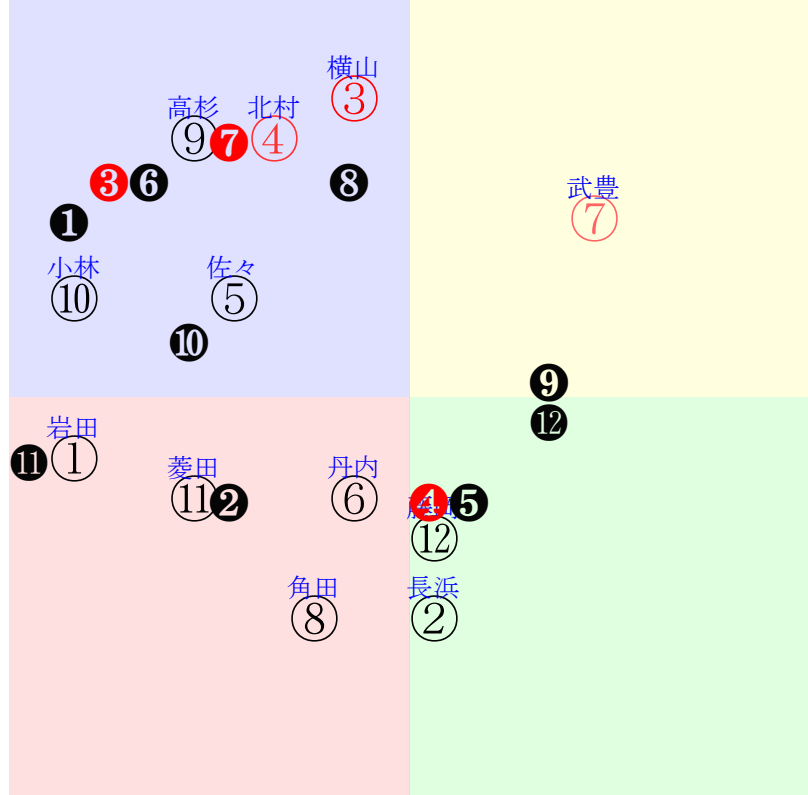 横山
③
高杉 北村
⑨ ❼ ④
❸ ❻ ❽
武豊
⑦
❶
小林 佐々
⑩ ⑤
❿
❾
⓬
岩田
⓫ ①
菱田 丹内
⑪ ❷ ⑥ ❹ ❺
⑫
角田 長浜
⑧ ②